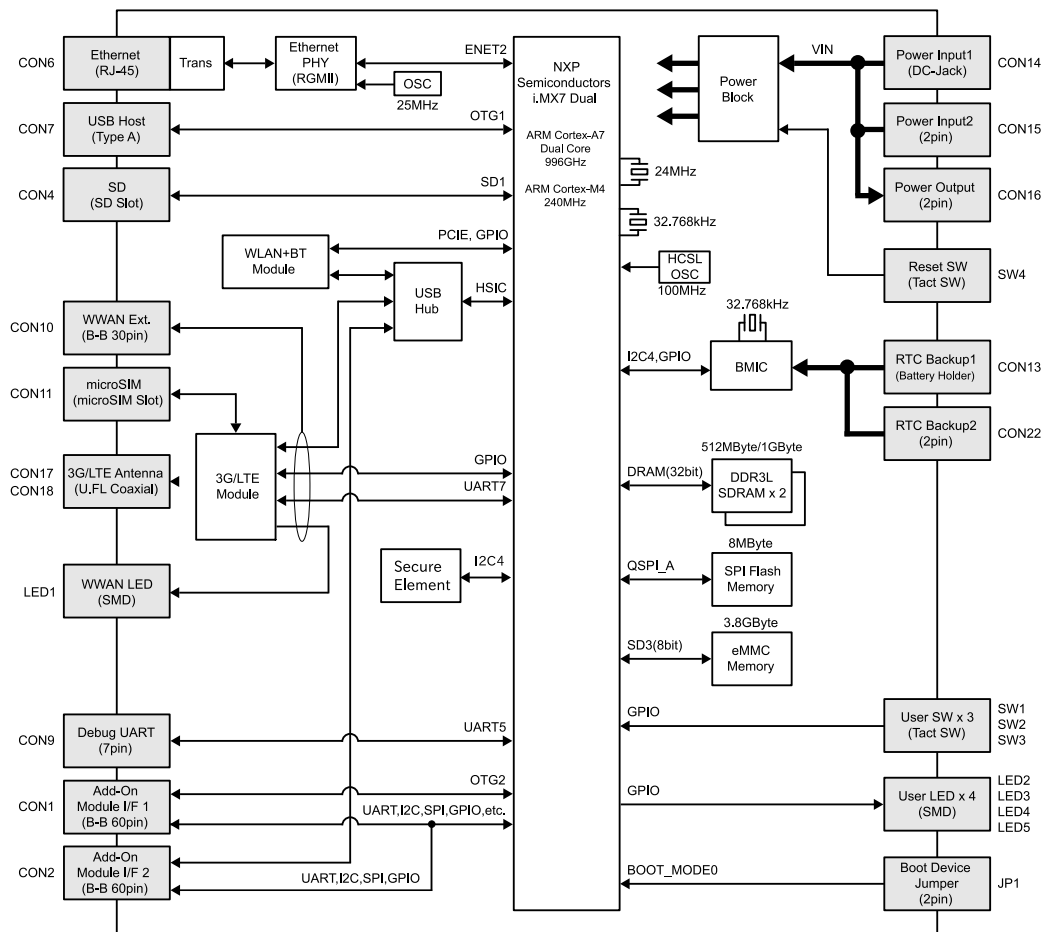 CON6
Ethernet
(RJ-45)
Trans
Ethernet
PHY
(RGMII)
OSC
25MHz
ENET2
CON7
USB Host
(Type A)
OTG1
CON4
SD
(SD Slot)
SD1
WLAN+BT
Module
PCIE, GPIO
USB
Hub
HSIC
CON10
WWAN Ext.
(B-B 30pin)
CON11
microSIM
(microSIM Slot)
CON17
CON18
3G/LTE Antenna
(U.FL Coaxial)
3G/LTE
Module
GPIO
UART7
LED1
WWAN LED
(SMD)
Secure
Element
I2C4
CON9
Debug UART
(7pin)
UART5
CON1
Add-On
Module I/F 1
(B-B 60pin)
OTG2
UART,I2C,SPI,GPIO,etc.
CON2
Add-On
Module I/F 2
(B-B 60pin)
UART,I2C,SPI,GPIO
NXP
Semiconductors
i.MX7 Dual
ARM Cortex-A7
Dual Core
996GHz
ARM Cortex-M4
240MHz
24MHz
32.768kHz
HCSL
OSC
100MHz
Power
Block
VIN
Power Input1
(DC-Jack)
CON14
Power Input2
(2pin)
CON15
Power Output
(2pin)
CON16
Reset SW
(Tact SW)
SW4
32.768kHz
I2C4,GPIO
BMIC
RTC Backup1
(Battery Holder)
CON13
RTC Backup2
(2pin)
CON22
512MByte/1GByte
DRAM(32bit)
DDR3L
SDRAM x 2
8MByte
QSPI_A
SPI Flash
Memory
3.8GByte
SD3(8bit)
eMMC
Memory
GPIO
User SW x 3
(Tact SW)
SW1
SW2
SW3
GPIO
User LED x 4
(SMD)
LED2
LED3
LED4
LED5
BOOT_MODE0
Boot Device
Jumper
(2pin)
JP1